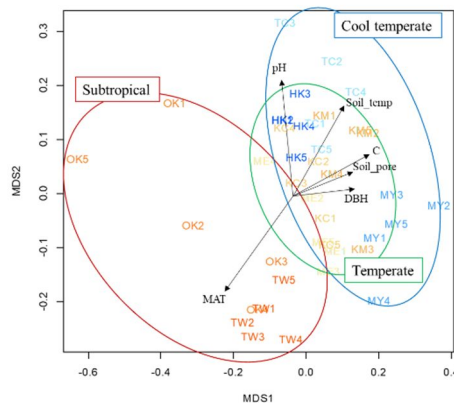 Cool temperate
Subtropical
TC3
TC2
pH
HK3
TC4
Soil_temp
OK1
KM1
HK4
TC1
KC4
C
OK5
HK5
TC5
KC2
Soil_pore
KM4
DBH
MY3
MY2
OK2
KC1
MY5
MY1
KM3
OK3
Temperate
MAT
TW5
MY4
TW1
TW2
TW3
TW4
MDS2
0.3
0.2
0.1
0.0
-0.1
-0.2
-0.6
-0.4
-0.2
0.0
0.2
0.4
MDS1